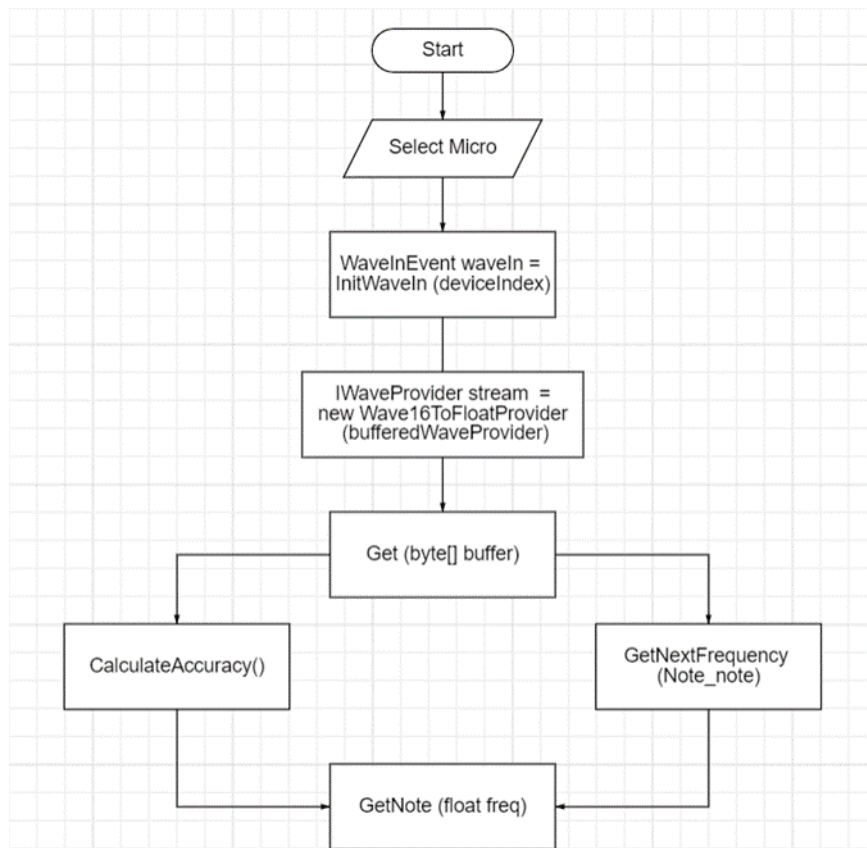 Start
Select Micro
WaveInEvent waveIn =
InitWaveIn (deviceIndex)
IWaveProvider stream =
new Wave16ToFloatProvider
(bufferedWaveProvider)
Get (byte[] buffer)
CalculateAccuracy()
GetNextFrequency
(Note_note)
GetNote (float freq)